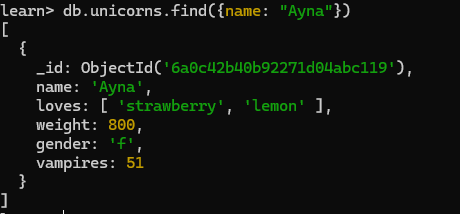 learn> db.unicorns.find({name: "Ayna"})
[
  {
    _id: ObjectId('6a0c42b40b92271d04abc119'),
    name: 'Ayna',
    loves: [ 'strawberry', 'lemon' ],
    weight: 800,
    gender: 'f',
    vampires: 51
  }
]